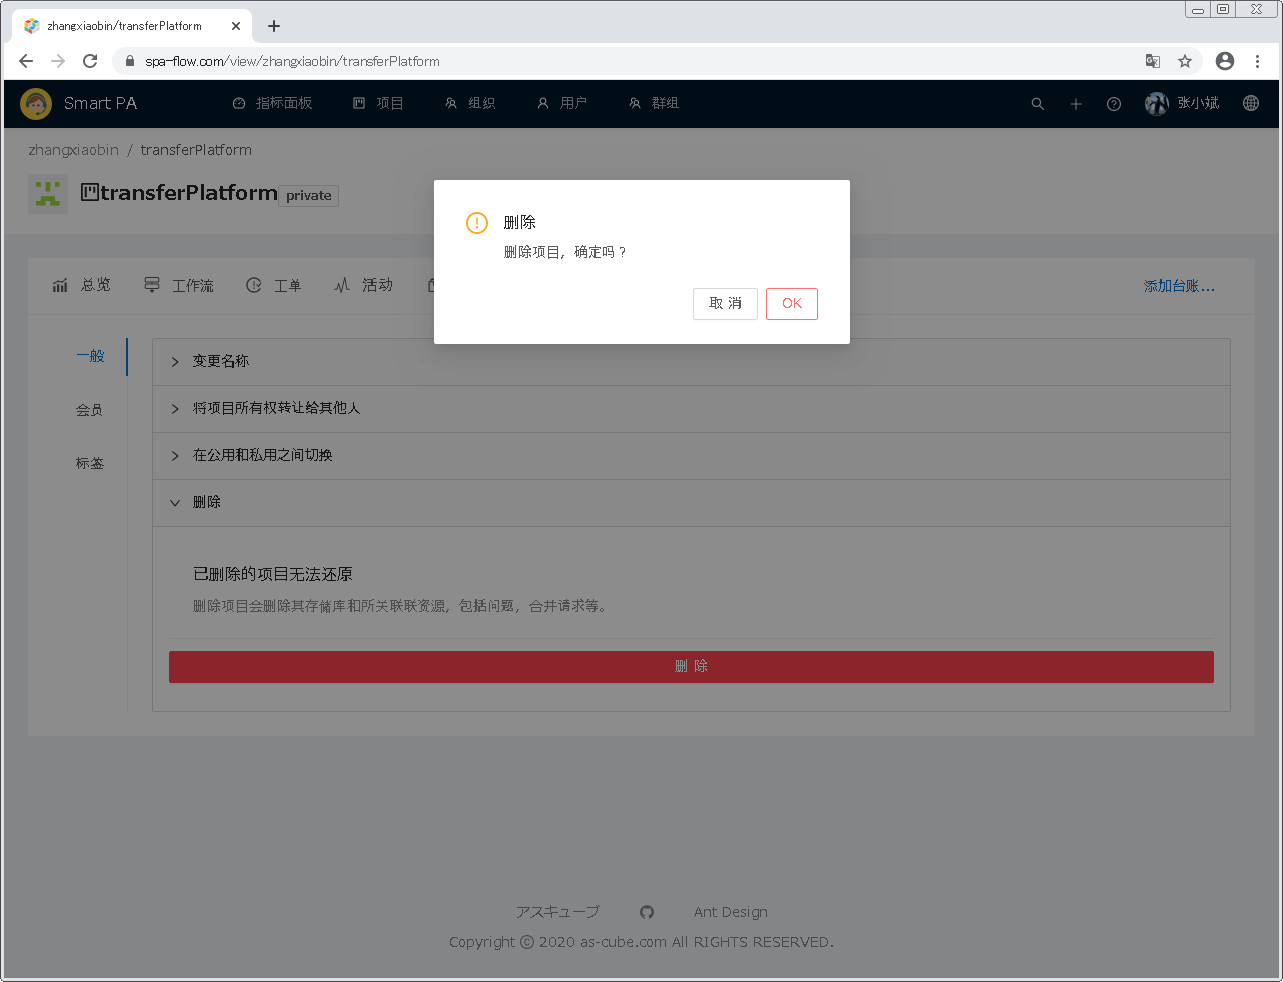 zhangxiaobin/transferPlatform
spa-flow.com/view/zhangxiaobin/transferPlatform
Smart PA 指标面板 项目 组织 用户 群组 张小斌
zhangxiaobin / transferPlatform
transferPlatform private
删除
删除项目，确定吗？
取 消 OK
总览 工作流 工单 活动 添加台账...
一般
会员
标签
变更名称
将项目所有权转让给其他人
在公用和私用之间切换
删除
已删除的项目无法还原
删除项目会删除其存储库和所关联联资源，包括问题，合并请求等。
删 除
アスキューブ Ant Design
Copyright © 2020 as-cube.com All RIGHTS RESERVED.